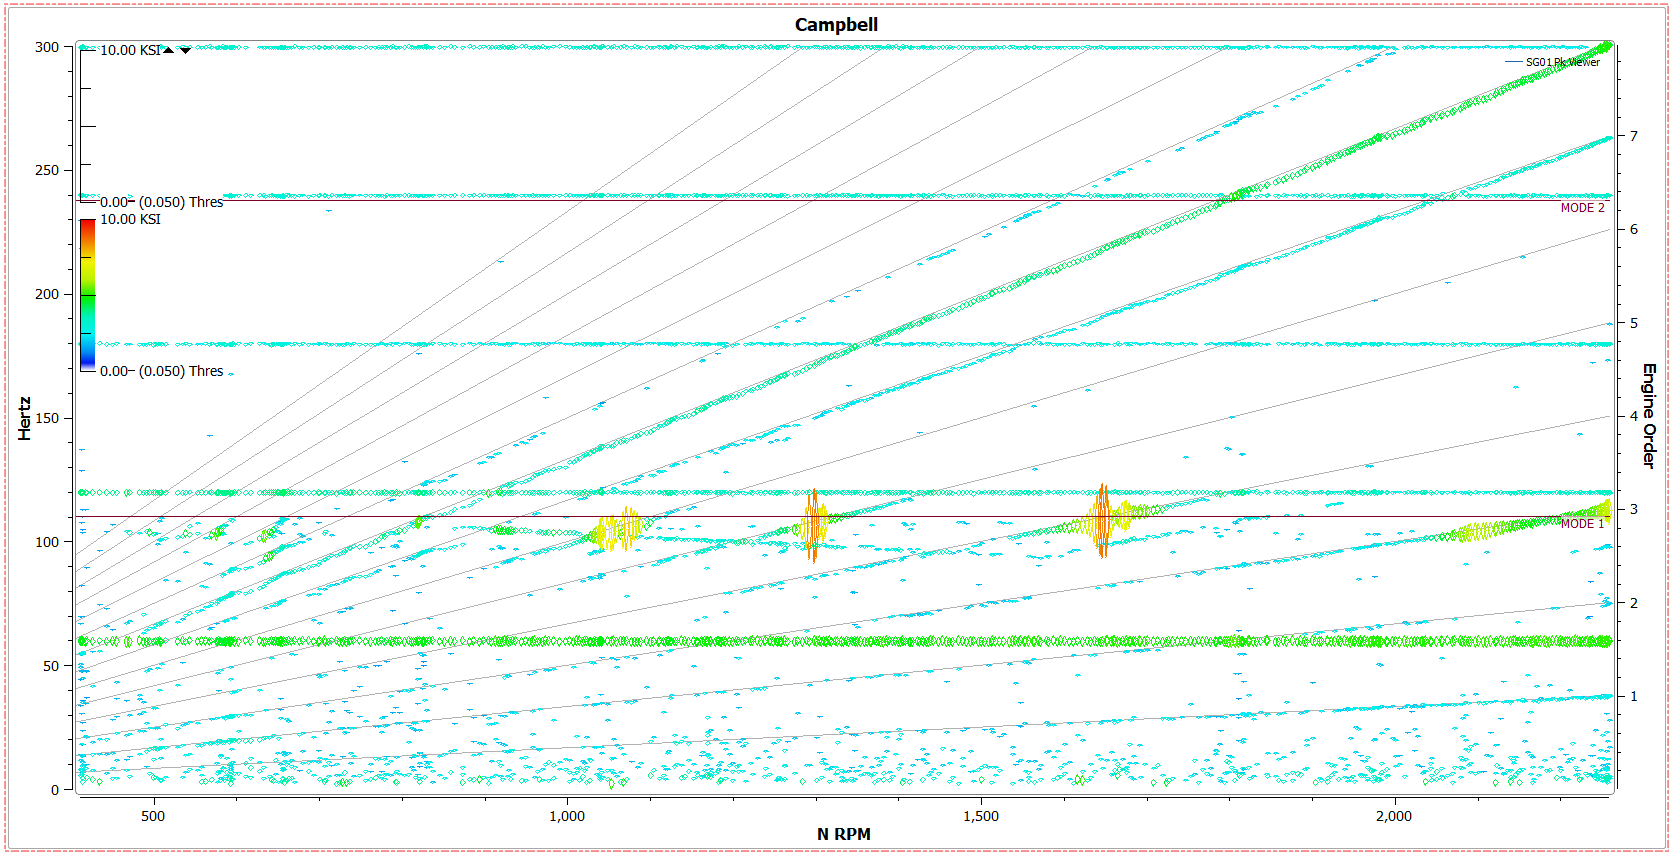 Campbell
300
250
200
150
100
50
0
Hertz
10.00 KSI
0.00 (0.050) Thres
10.00 KSI
0.00 (0.050) Thres
SG01 Pk Viewer
MODE 2
MODE 1
7
6
5
4
3
2
1
Engine Order
500
1,000
1,500
2,000
N RPM